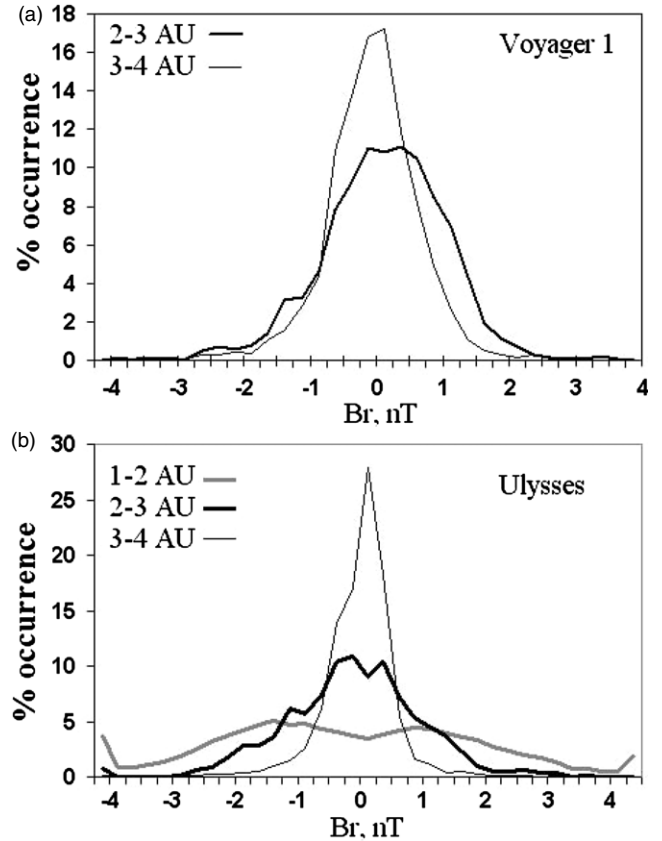 (a)
18
16
14
12
10
8
6
4
2
0
% occurrence
2-3 AU
3-4 AU
Voyager 1
-4 -3 -2 -1 0 1 2 3 4
Br, nT
(b)
30
25
20
15
10
5
0
% occurrence
1-2 AU
2-3 AU
3-4 AU
Ulysses
-4 -3 -2 -1 0 1 2 3 4
Br, nT